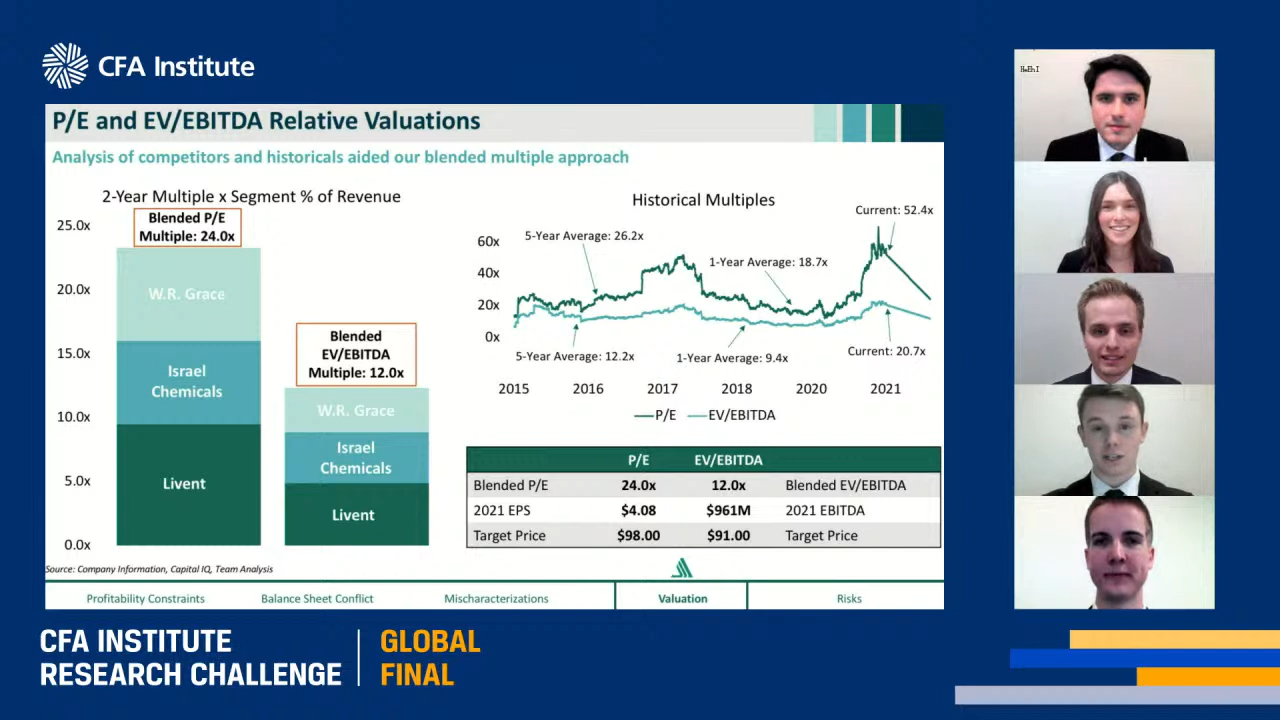 CFA Institute
P/E and EV/EBITDA Relative Valuations
Analysis of competitors and historicals aided our blended multiple approach
2-Year Multiple x Segment % of Revenue
Blended P/E
Multiple: 24.0x
25.0x
20.0x
15.0x
10.0x
5.0x
0.0x
W.R. Grace
Israel
Chemicals
Livent
Blended
EV/EBITDA
Multiple: 12.0x
W.R. Grace
Israel
Chemicals
Livent
Historical Multiples
Current: 52.4x
5-Year Average: 26.2x
1-Year Average: 18.7x
60x
40x
20x
0x
5-Year Average: 12.2x
1-Year Average: 9.4x
Current: 20.7x
2015 2016 2017 2018 2020 2021
P/E EV/EBITDA
P/E EV/EBITDA
Blended P/E 24.0x 12.0x Blended EV/EBITDA
2021 EPS $4.08 $961M 2021 EBITDA
Target Price $98.00 $91.00 Target Price
Source: Company Information, Capital IQ, Team Analysis
Profitability Constraints Balance Sheet Conflict Mischaracterizations Valuation Risks
CFA INSTITUTE
RESEARCH CHALLENGE
GLOBAL
FINAL